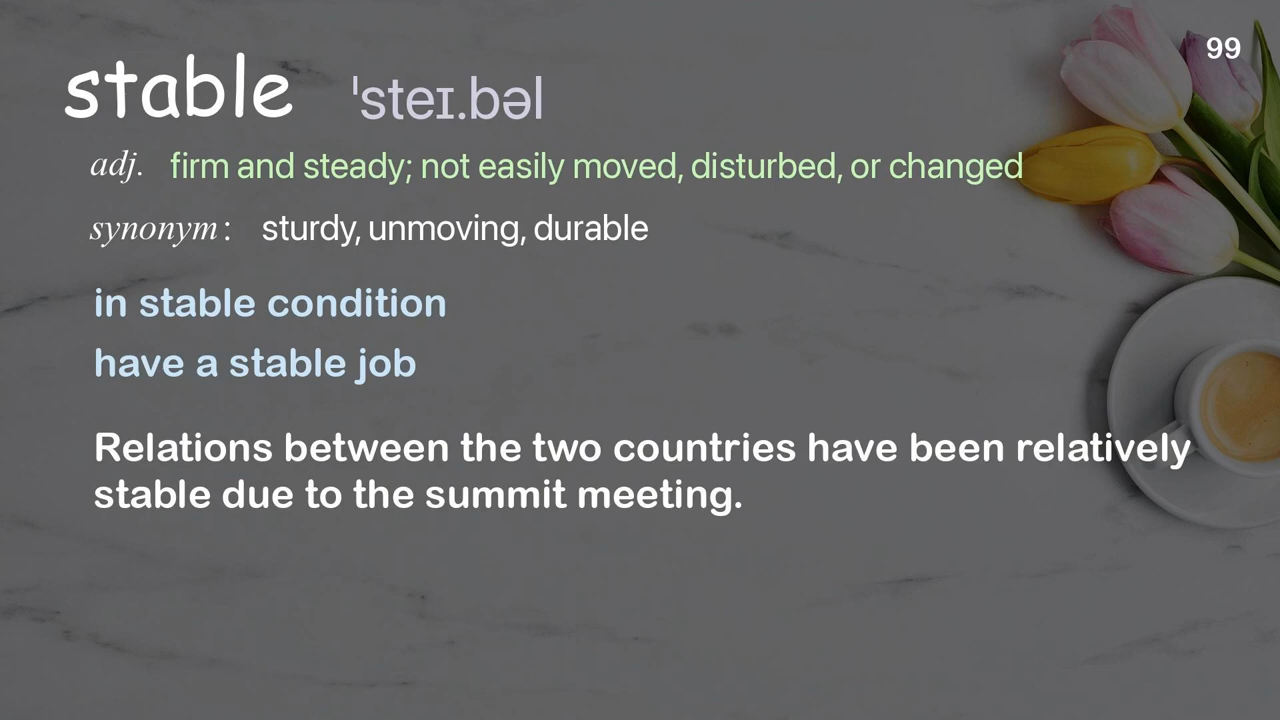 99
stable ˈsteɪ.bəl
adj. firm and steady; not easily moved, disturbed, or changed
synonym: sturdy, unmoving, durable
in stable condition
have a stable job
Relations between the two countries have been relatively
stable due to the summit meeting.